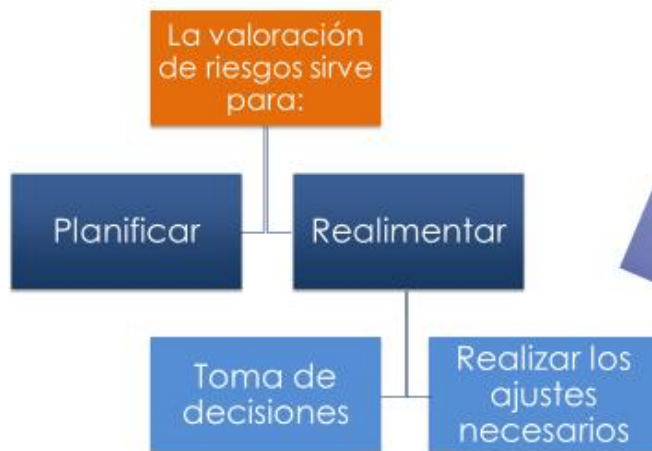 La valoración
de riesgos sirve
para:
Planificar
Realimentar
Toma de
decisiones
Realizar los
ajustes
necesarios